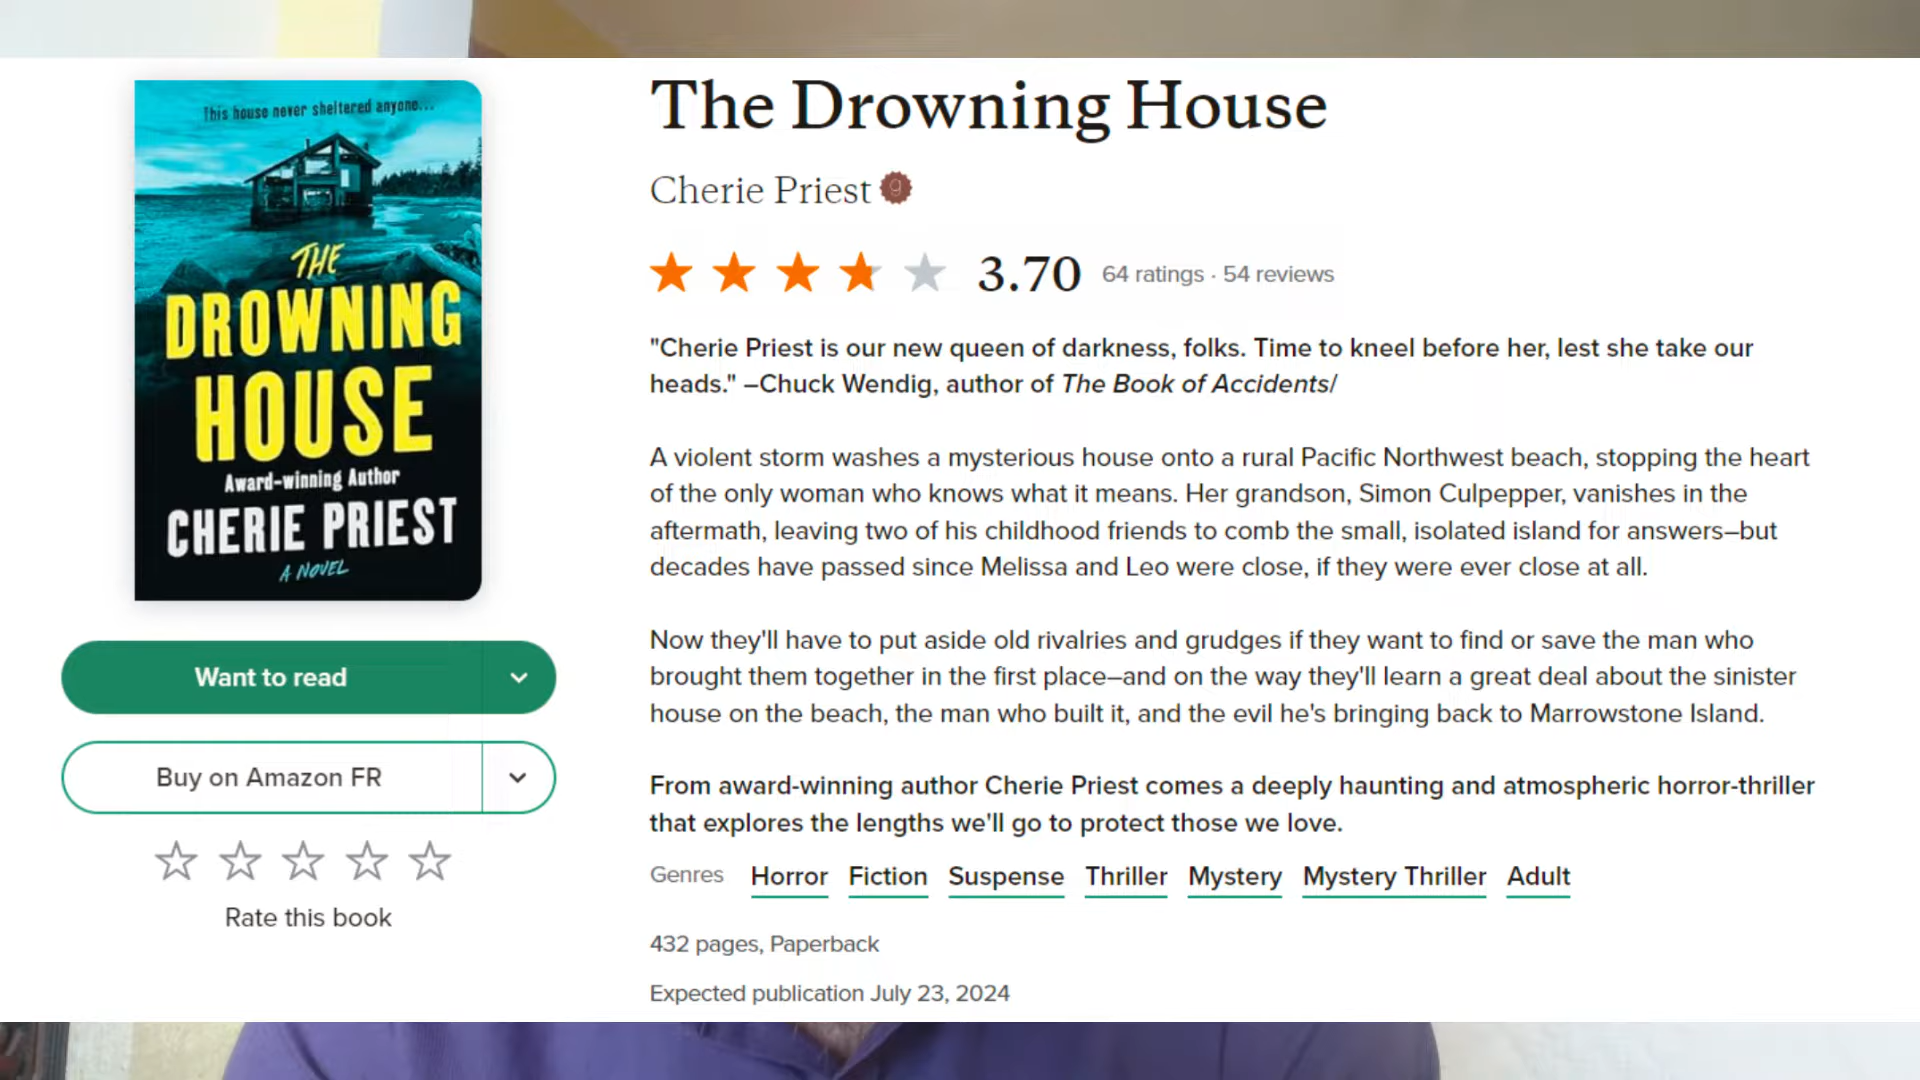 This house never sheltered anyone...
THE
DROWNING
HOUSE
Award-winning Author
CHERIE PRIEST
A NOVEL
Want to read
Buy on Amazon FR
Rate this book
The Drowning House
Cherie Priest g
3.70 64 ratings · 54 reviews
"Cherie Priest is our new queen of darkness, folks. Time to kneel before her, lest she take our
heads." –Chuck Wendig, author of The Book of Accidents/
A violent storm washes a mysterious house onto a rural Pacific Northwest beach, stopping the heart
of the only woman who knows what it means. Her grandson, Simon Culpepper, vanishes in the
aftermath, leaving two of his childhood friends to comb the small, isolated island for answers–but
decades have passed since Melissa and Leo were close, if they were ever close at all.
Now they'll have to put aside old rivalries and grudges if they want to find or save the man who
brought them together in the first place–and on the way they'll learn a great deal about the sinister
house on the beach, the man who built it, and the evil he's bringing back to Marrowstone Island.
From award-winning author Cherie Priest comes a deeply haunting and atmospheric horror-thriller
that explores the lengths we'll go to protect those we love.
Genres Horror Fiction Suspense Thriller Mystery Mystery Thriller Adult
432 pages, Paperback
Expected publication July 23, 2024